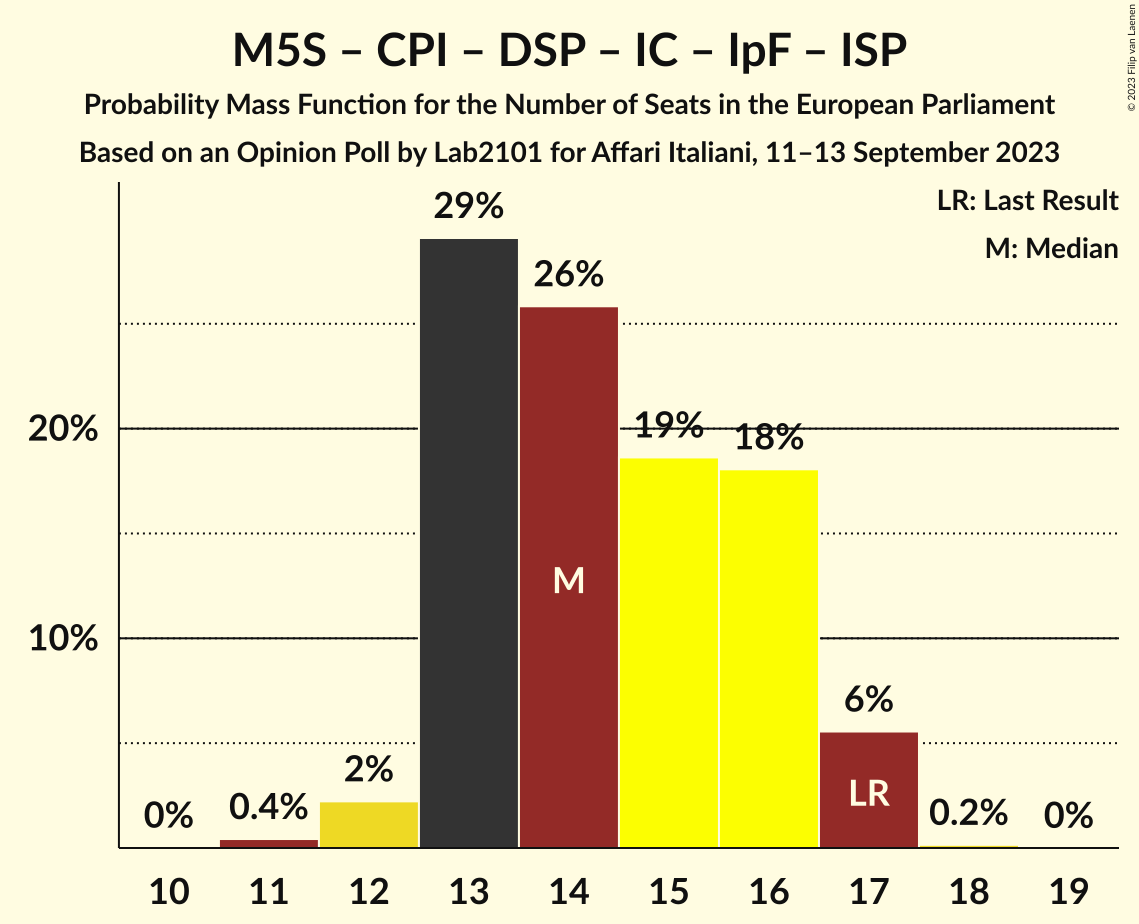 M5S – CPI – DSP – IC – IpF – ISP
Probability Mass Function for the Number of Seats in the European Parliament
Based on an Opinion Poll by Lab2101 for Affari Italiani, 11–13 September 2023
© 2023 Filip van Laenen
LR: Last Result
M: Median
29%
26%
20%
19%
18%
M
10%
6%
LR
2%
0%
0.4%
0.2%
0%
10 11 12 13 14 15 16 17 18 19